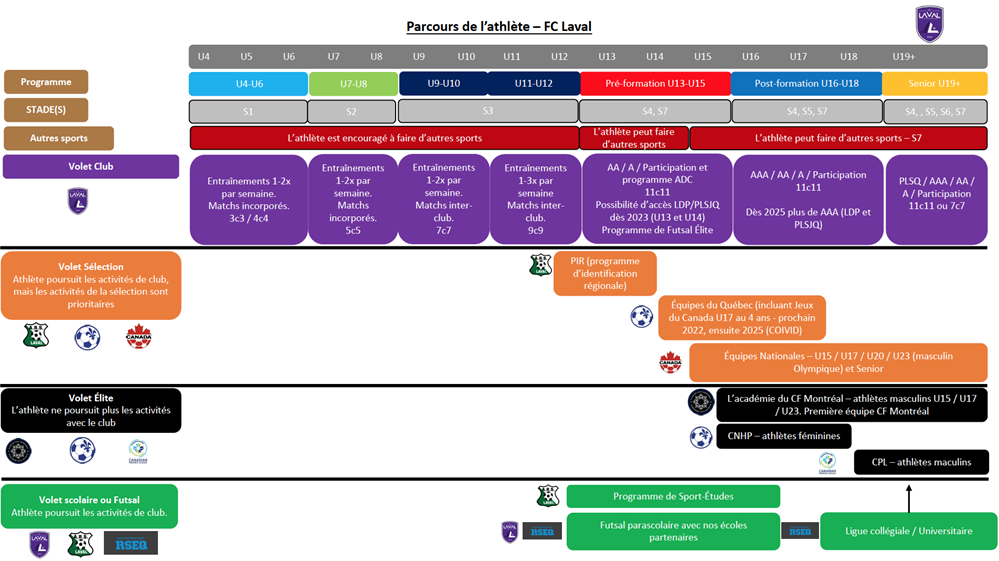 Parcours de l'athlète – FC Laval
LAVAL
U4 U5 U6 U7 U8 U9 U10 U11 U12 U13 U14 U15 U16 U17 U18 U19+
Programme
U4-U6
U7-U8
U9-U10
U11-U12
Pré-formation U13-U15
Post-formation U16-U18
Senior U19+
STADE(S)
S1
S2
S3
S4, S7
S4, S5, S7
S4, , S5, S6, S7
Autres sports
L'athlète est encouragé à faire d'autres sports
L'athlète peut faire
d'autres sports
L'athlète peut faire d'autres sports – S7
Volet Club
LAVAL
Entraînements 1-2x
par semaine.
Matchs incorporés.
3c3 / 4c4
Entraînements
1-2x par
semaine.
Matchs
incorporés.
5c5
Entraînements
1-2x par
semaine.
Matchs inter-
club.
7c7
Entraînements
1-3x par
semaine
Matchs inter-
club.
9c9
AA / A / Participation et
programme ADC
11c11
Possibilité d'accès LDP/PLSJQ
dès 2023 (U13 et U14)
Programme de Futsal Élite
AAA / AA / A / Participation
11c11
Dès 2025 plus de AAA (LDP et
PLSJQ)
PLSQ / AAA / AA /
A / Participation
11c11 ou 7c7
Volet Sélection
Athlète poursuit les activités de club,
mais les activités de la sélection sont
prioritaires
LAVAL
CANADA
LAVAL
PIR (programme
d'identification
régionale)
Équipes du Québec (incluant Jeux
du Canada U17 au 4 ans - prochain
2022, ensuite 2025 (COIVID)
CANADA
Équipes Nationales – U15 / U17 / U20 / U23 (masculin
Olympique) et Senior
Volet Élite
L'athlète ne poursuit plus les activités
avec le club
L'académie du CF Montréal – athlètes masculins U15 / U17
/ U23. Première équipe CF Montréal
CNHP – athlètes féminines
CPL – athlètes maculins
Volet scolaire ou Futsal
Athlète poursuit les activités de club.
LAVAL
LAVAL
RSEQ
LAVAL
Programme de Sport-Études
LAVAL
RSEQ
Futsal parascolaire avec nos écoles
partenaires
RSEQ
Ligue collégiale / Universitaire